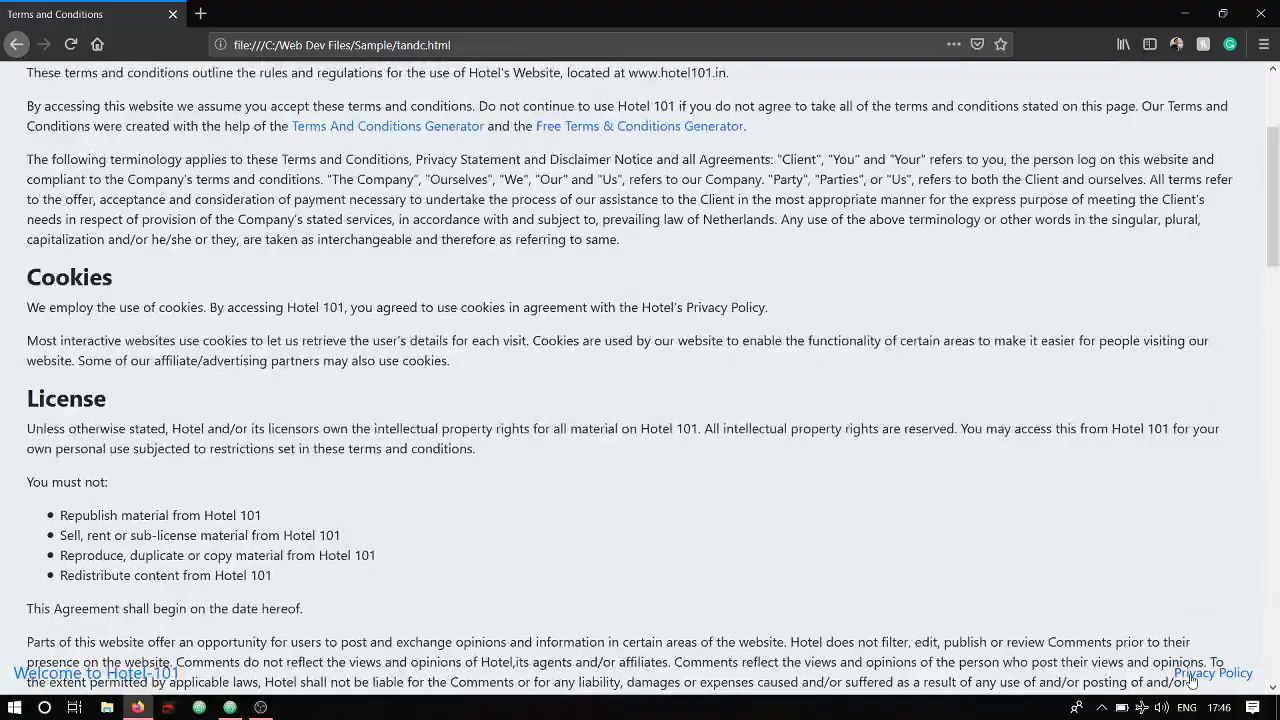 Terms and Conditions
file:///C:/Web Dev Files/Sample/tandc.html
These terms and conditions outline the rules and regulations for the use of Hotel's Website, located at www.hotel101.in.
By accessing this website we assume you accept these terms and conditions. Do not continue to use Hotel 101 if you do not agree to take all of the terms and conditions stated on this page. Our Terms and
Conditions were created with the help of the Terms And Conditions Generator and the Free Terms & Conditions Generator.
The following terminology applies to these Terms and Conditions, Privacy Statement and Disclaimer Notice and all Agreements: "Client", "You" and "Your" refers to you, the person log on this website and
compliant to the Company’s terms and conditions. "The Company", "Ourselves", "We", "Our" and "Us", refers to our Company. "Party", "Parties", or "Us", refers to both the Client and ourselves. All terms refer
to the offer, acceptance and consideration of payment necessary to undertake the process of our assistance to the Client in the most appropriate manner for the express purpose of meeting the Client’s
needs in respect of provision of the Company’s stated services, in accordance with and subject to, prevailing law of Netherlands. Any use of the above terminology or other words in the singular, plural,
capitalization and/or he/she or they, are taken as interchangeable and therefore as referring to same.
Cookies
We employ the use of cookies. By accessing Hotel 101, you agreed to use cookies in agreement with the Hotel's Privacy Policy.
Most interactive websites use cookies to let us retrieve the user’s details for each visit. Cookies are used by our website to enable the functionality of certain areas to make it easier for people visiting our
website. Some of our affiliate/advertising partners may also use cookies.
License
Unless otherwise stated, Hotel and/or its licensors own the intellectual property rights for all material on Hotel 101. All intellectual property rights are reserved. You may access this from Hotel 101 for your
own personal use subjected to restrictions set in these terms and conditions.
You must not:
Republish material from Hotel 101
Sell, rent or sub-license material from Hotel 101
Reproduce, duplicate or copy material from Hotel 101
Redistribute content from Hotel 101
This Agreement shall begin on the date hereof.
Parts of this website offer an opportunity for users to post and exchange opinions and information in certain areas of the website. Hotel does not filter, edit, publish or review Comments prior to their
presence on the website. Comments do not reflect the views and opinions of Hotel,its agents and/or affiliates. Comments reflect the views and opinions of the person who post their views and opinions. To
the extent permitted by applicable laws, Hotel shall not be liable for the Comments or for any liability, damages or expenses caused and/or suffered as a result of any use of and/or posting of and/or
Welcome to Hotel-101
Privacy Policy
ENG
17:46